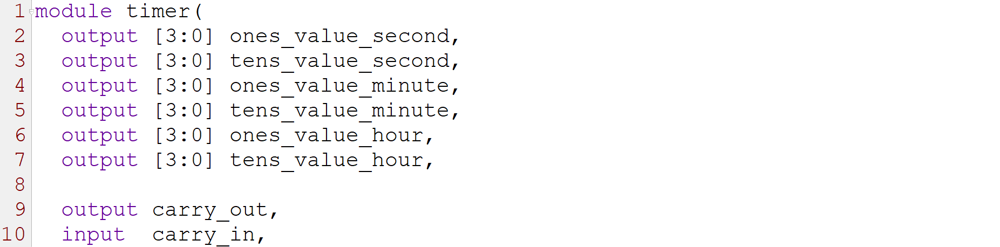 1 module timer(
2 output [3:0] ones_value_second,
3 output [3:0] tens_value_second,
4 output [3:0] ones_value_minute,
5 output [3:0] tens_value_minute,
6 output [3:0] ones_value_hour,
7 output [3:0] tens_value_hour,
8
9 output carry_out,
10 input  carry_in,